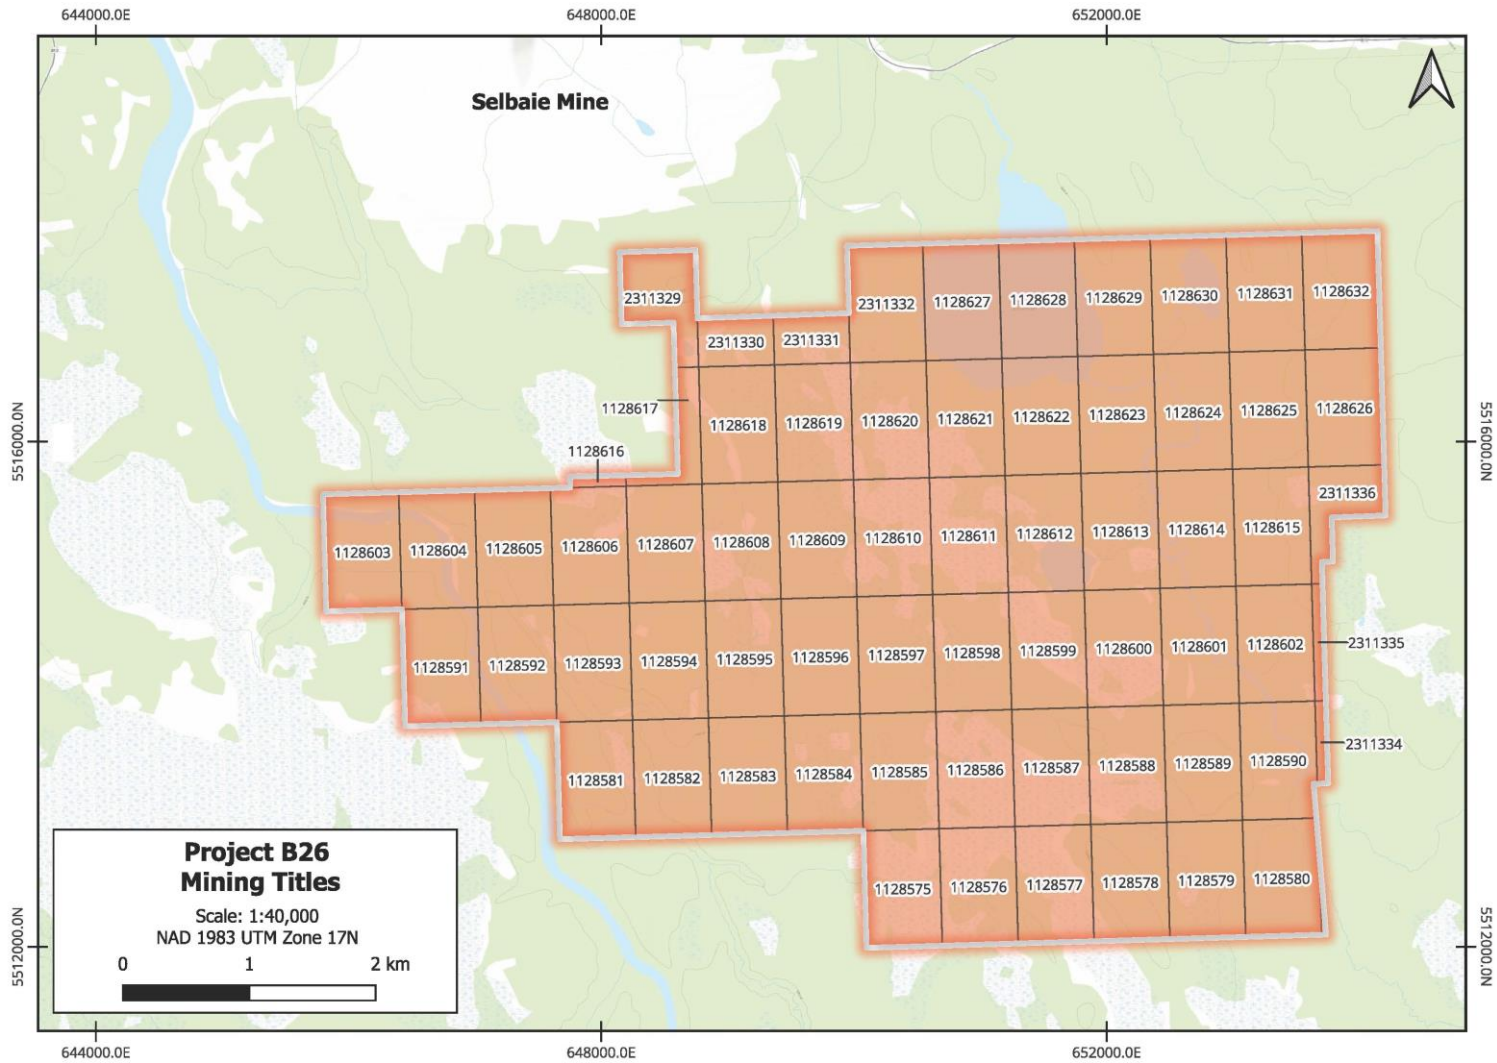 644000.0E 648000.0E 652000.0E
Selbaie Mine
2311329 2311332 1128627 1128628 1128629 1128630 1128631 1128632
2311330 2311331
1128617
1128618 1128619 1128620 1128621 1128622 1128623 1128624 1128625 1128626
5516000.0N 5516000.0N
1128616
2311336
1128603 1128604 1128605 1128606 1128607 1128608 1128609 1128610 1128611 1128612 1128613 1128614 1128615
1128591 1128592 1128593 1128594 1128595 1128596 1128597 1128598 1128599 1128600 1128601 1128602 2311335
2311334
1128581 1128582 1128583 1128584 1128585 1128586 1128587 1128588 1128589 1128590
1128575 1128576 1128577 1128578 1128579 1128580
Project B26
Mining Titles
Scale: 1:40,000
NAD 1983 UTM Zone 17N
0 1 2 km
5512000.0N 5512000.0N
644000.0E 648000.0E 652000.0E